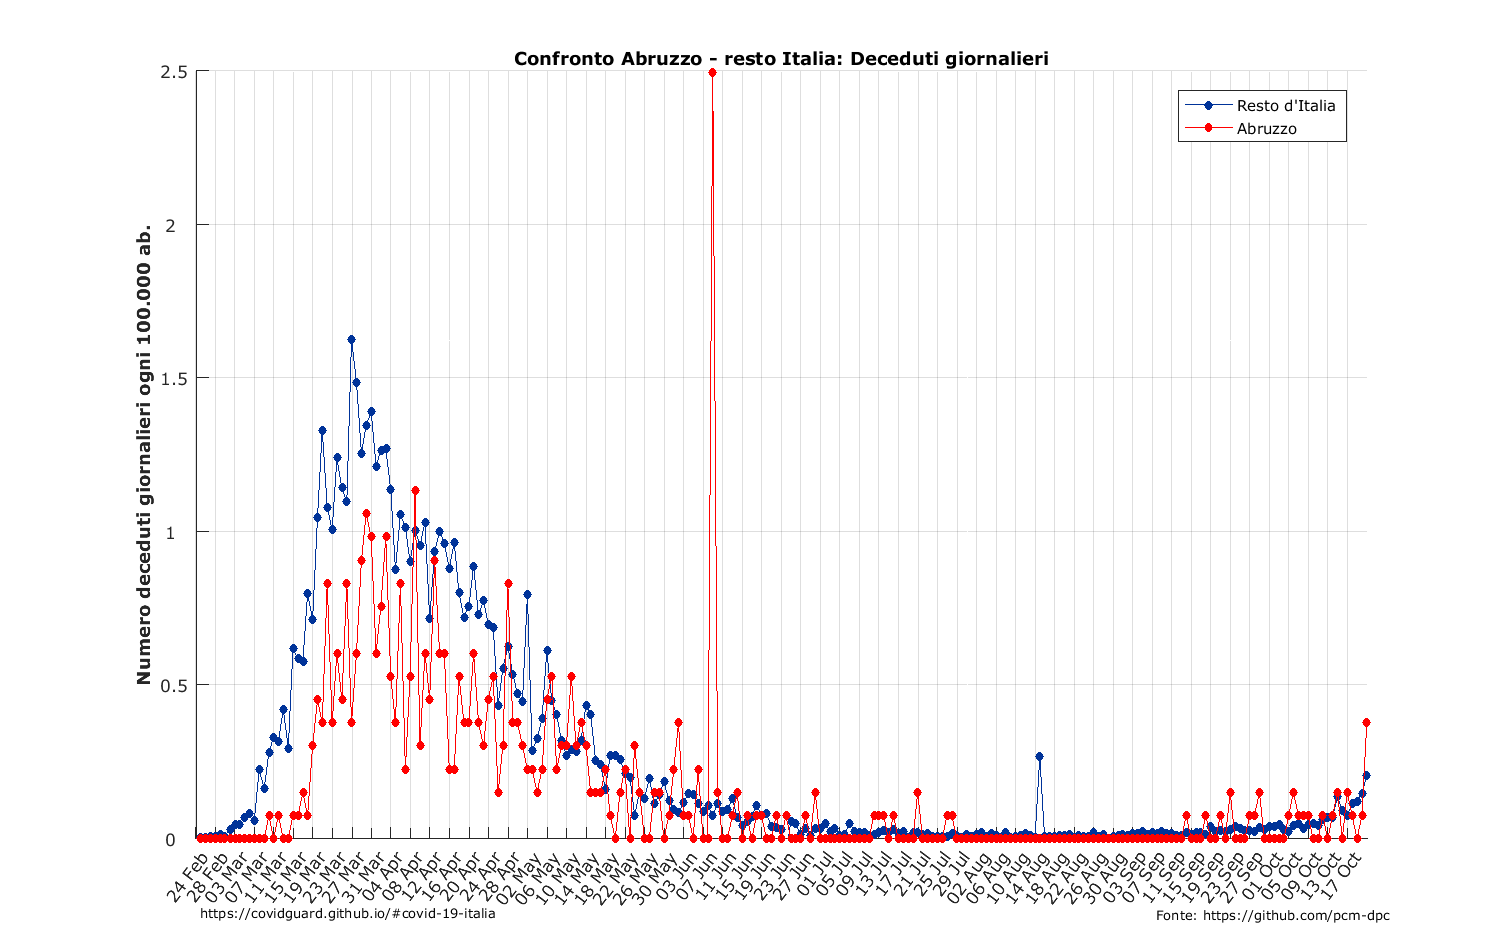 Confronto Abruzzo - resto Italia: Deceduti giornalieri
Numero deceduti giornalieri ogni 100.000 ab.
2.5
2
1.5
1
0.5
0
Resto d'Italia
Abruzzo
24 Feb
28 Feb
03 Mar
07 Mar
11 Mar
15 Mar
19 Mar
23 Mar
27 Mar
31 Mar
04 Apr
08 Apr
12 Apr
16 Apr
20 Apr
24 Apr
28 Apr
02 May
06 May
10 May
14 May
18 May
22 May
26 May
30 May
03 Jun
07 Jun
11 Jun
15 Jun
19 Jun
23 Jun
27 Jun
01 Jul
05 Jul
09 Jul
13 Jul
17 Jul
21 Jul
25 Jul
29 Jul
02 Aug
06 Aug
10 Aug
14 Aug
18 Aug
22 Aug
26 Aug
30 Aug
03 Sep
07 Sep
11 Sep
15 Sep
19 Sep
23 Sep
27 Sep
01 Oct
05 Oct
09 Oct
13 Oct
17 Oct
https://covidguard.github.io/#covid-19-italia
Fonte: https://github.com/pcm-dpc